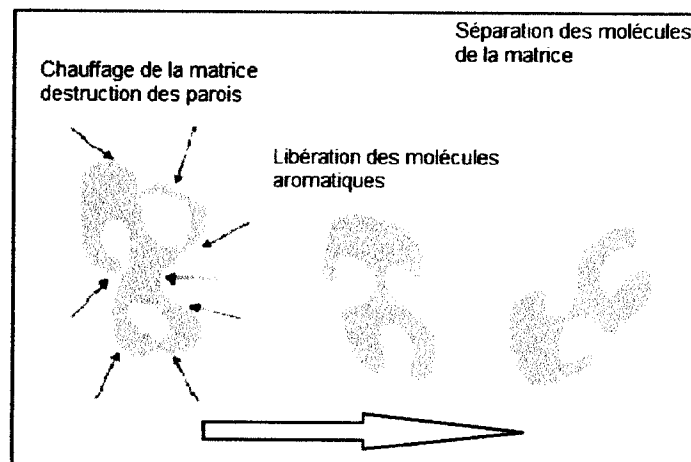 Séparation des molécules
de la matrice
Chauffage de la matrice
destruction des parois
Libération des molécules
aromatiques